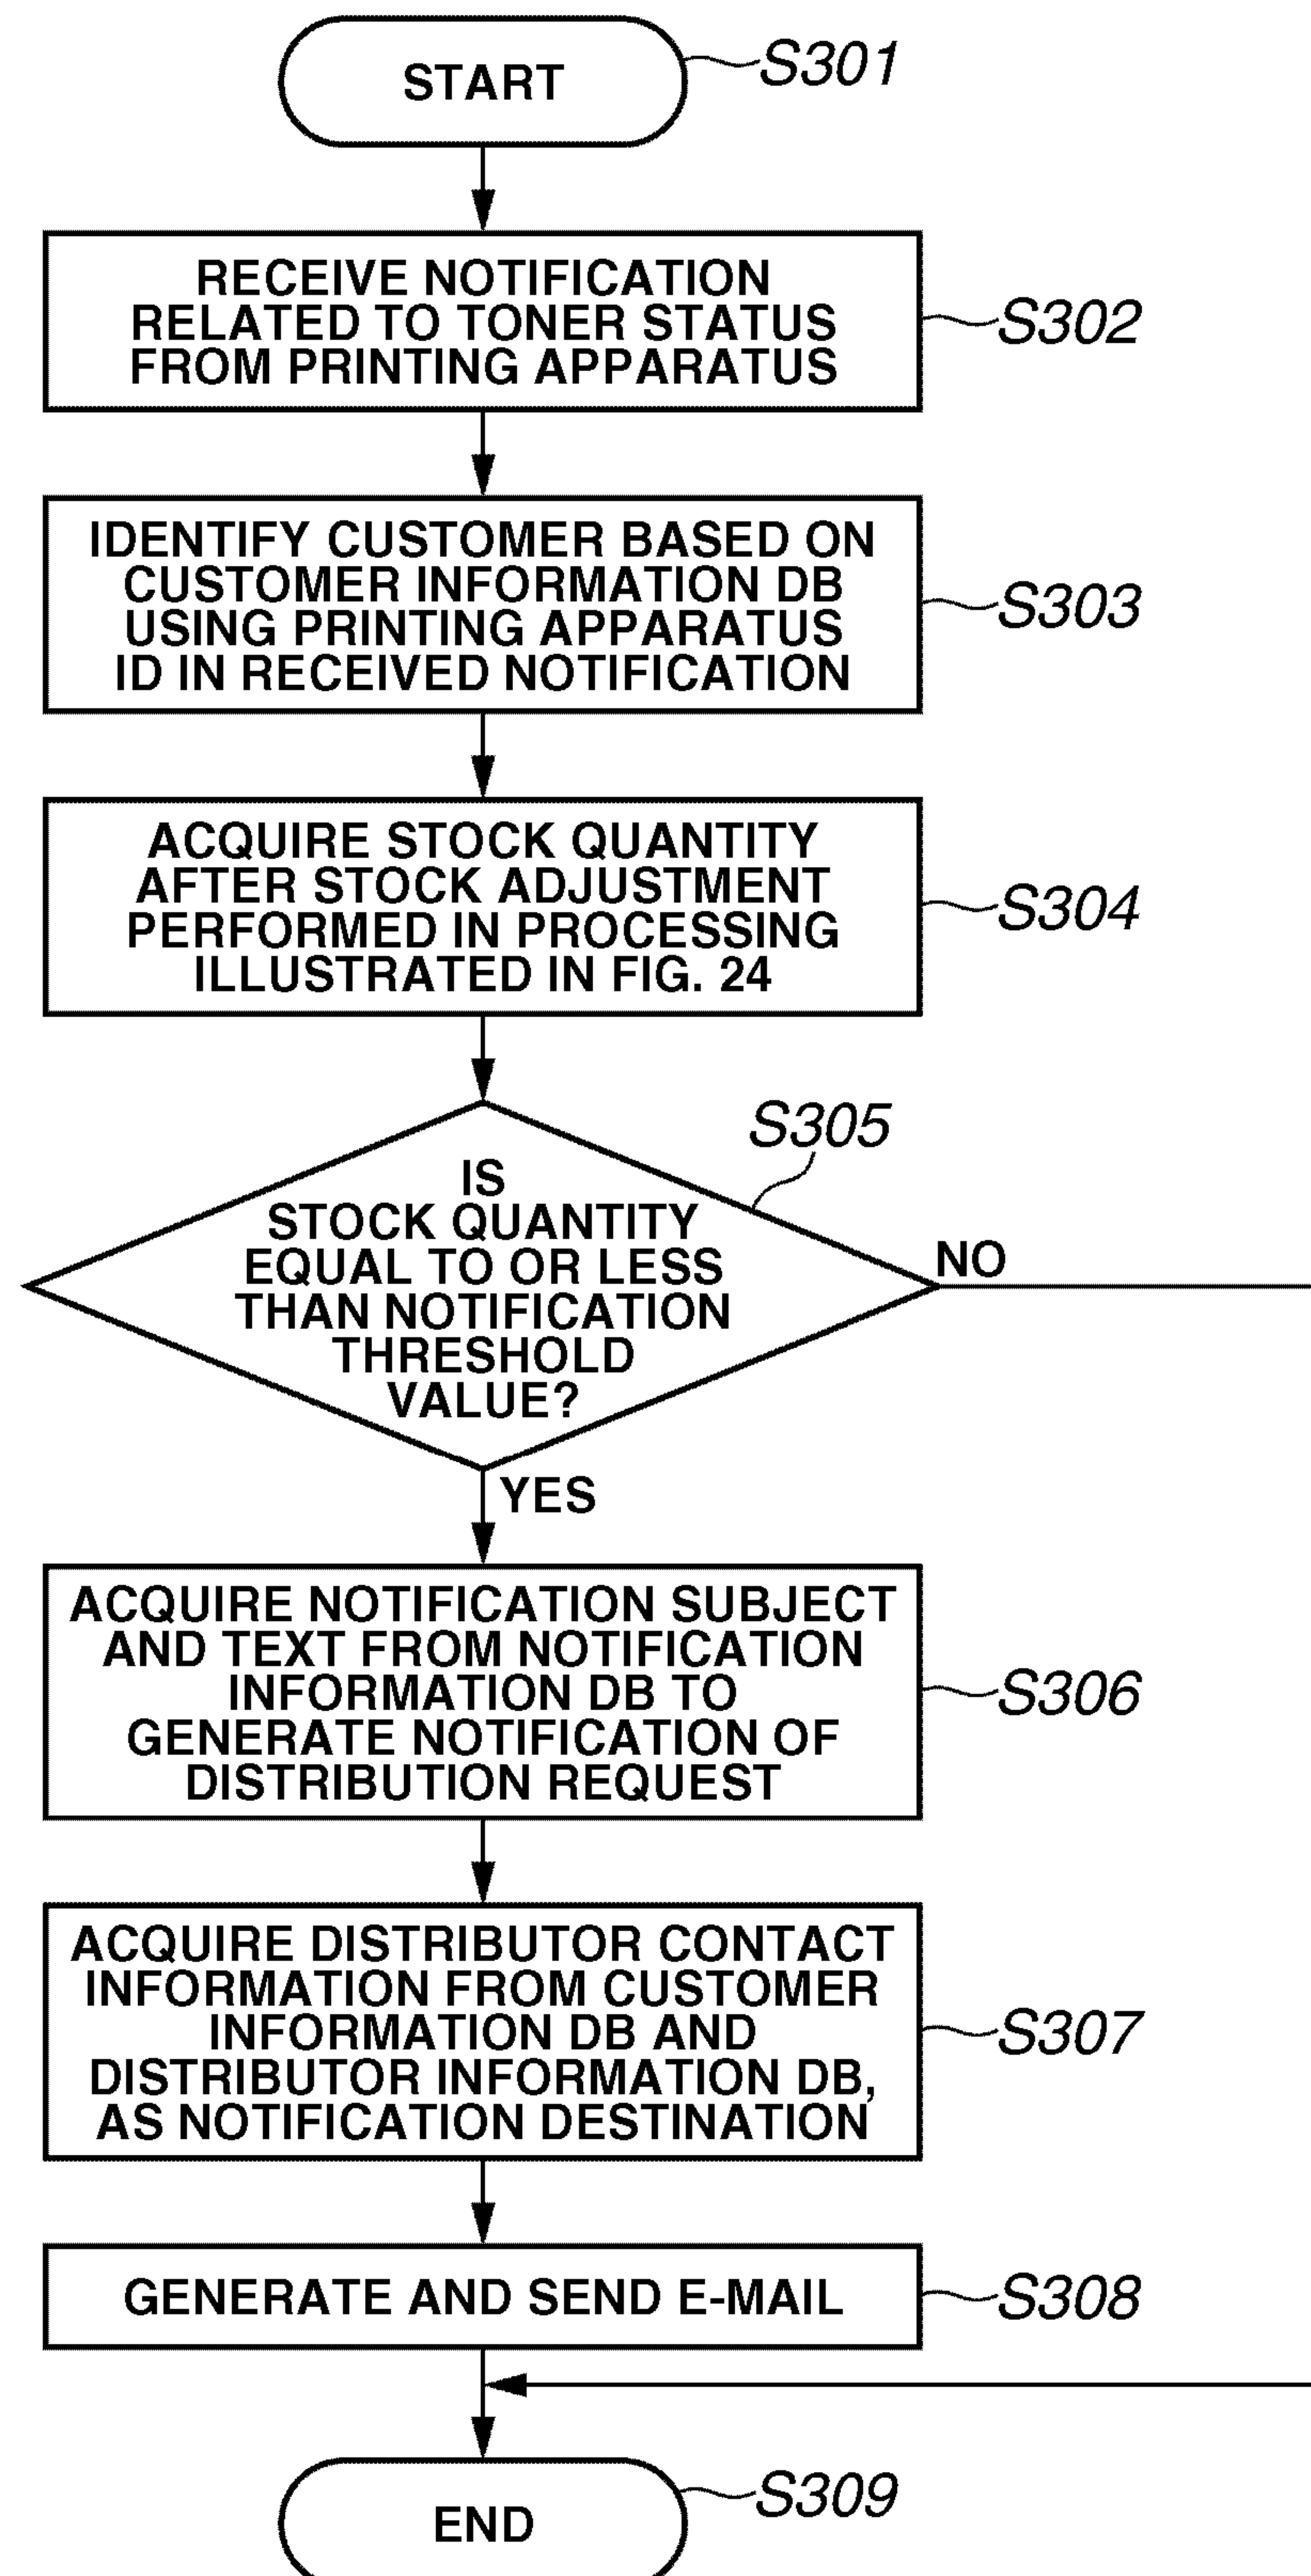 START
S301
RECEIVE NOTIFICATION
RELATED TO TONER STATUS
FROM PRINTING APPARATUS
S302
IDENTIFY CUSTOMER BASED ON
CUSTOMER INFORMATION DB
USING PRINTING APPARATUS
ID IN RECEIVED NOTIFICATION
S303
ACQUIRE STOCK QUANTITY
AFTER STOCK ADJUSTMENT
PERFORMED IN PROCESSING
ILLUSTRATED IN FIG. 24
S304
S305
IS
STOCK QUANTITY
EQUAL TO OR LESS
THAN NOTIFICATION
THRESHOLD
VALUE?
NO
YES
ACQUIRE NOTIFICATION SUBJECT
AND TEXT FROM NOTIFICATION
INFORMATION DB TO
GENERATE NOTIFICATION OF
DISTRIBUTION REQUEST
S306
ACQUIRE DISTRIBUTOR CONTACT
INFORMATION FROM CUSTOMER
INFORMATION DB AND
DISTRIBUTOR INFORMATION DB,
AS NOTIFICATION DESTINATION
S307
GENERATE AND SEND E-MAIL
S308
END
S309